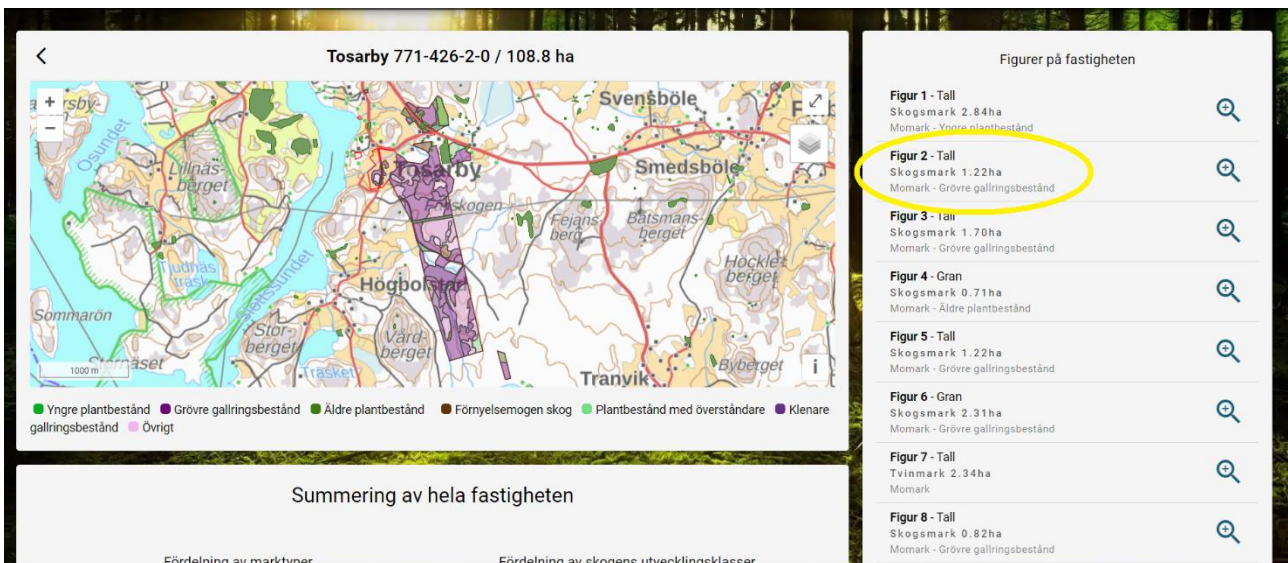 Tosarby 771-426-2-0 / 108.8 ha
Svensböle
Ösundet
Lillnäs-
berget
Tosarby
Smedsböle
Forskogen
Fejans
berg
Båtsmans-
berget
Höckle
berget
Tjudnäs
träsk
Slottssundet
Högbolstad
Sommarön
Stor-
berget
Vård-
berget
Träsket
Byberget
Tranvik
1000 m
Yngre plantbestånd Grövre gallringsbestånd Äldre plantbestånd Förnyelsemogen skog Plantbestånd med överståndare Klenare
gallringsbestånd Övrigt
Summering av hela fastigheten
Fördelning av marktyper
Fördelning av skogens utvecklingsklasser
Figurer på fastigheten
Figur 1 - Tall
Skogsmark 2.84ha
Momark - Yngre plantbestånd
Figur 2 - Tall
Skogsmark 1.22ha
Momark - Grövre gallringsbestånd
Figur 3 - Tall
Skogsmark 1.70ha
Momark - Grövre gallringsbestånd
Figur 4 - Gran
Skogsmark 0.71ha
Momark - Äldre plantbestånd
Figur 5 - Tall
Skogsmark 1.22ha
Momark - Grövre gallringsbestånd
Figur 6 - Gran
Skogsmark 2.31ha
Momark - Grövre gallringsbestånd
Figur 7 - Tall
Tvinmark 2.34ha
Momark
Figur 8 - Tall
Skogsmark 0.82ha
Momark - Grövre gallringsbestånd